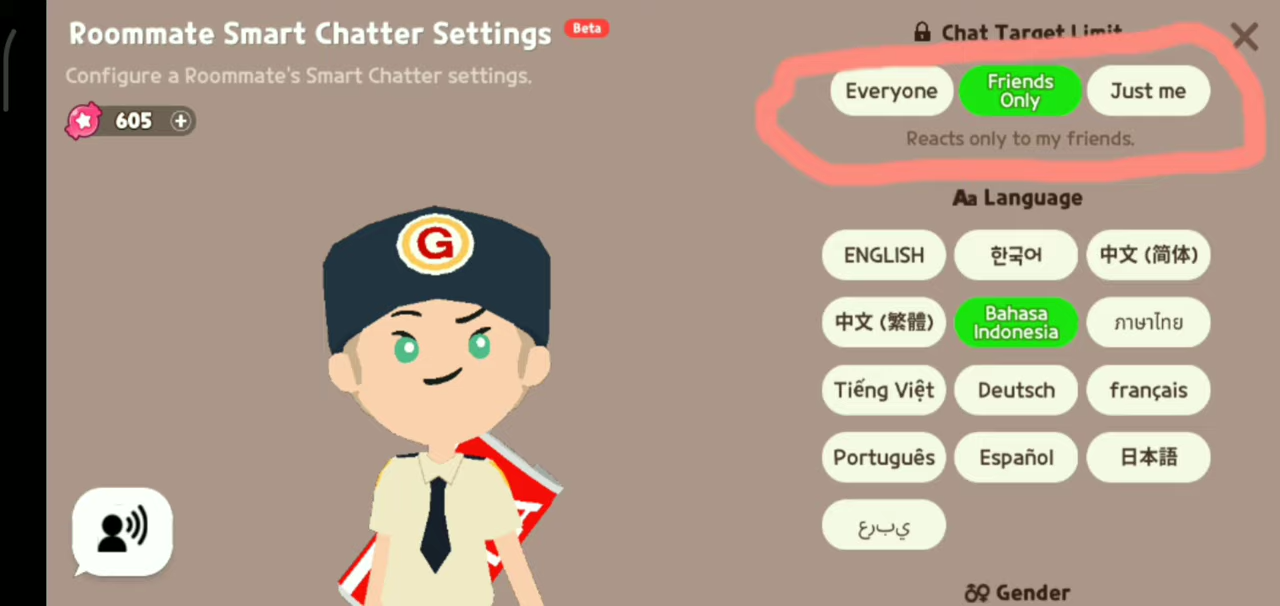 Roommate Smart Chatter Settings
Beta
Configure a Roommate's Smart Chatter settings.
605
G
Chat Target Limit
Everyone
Friends
Only
Just me
Reacts only to my friends.
Aa Language
ENGLISH
한국어
中文 (简体)
中文 (繁體)
Bahasa
Indonesia
ภาษาไทย
Tiếng Việt
Deutsch
français
Português
Español
日本語
عربي
Gender